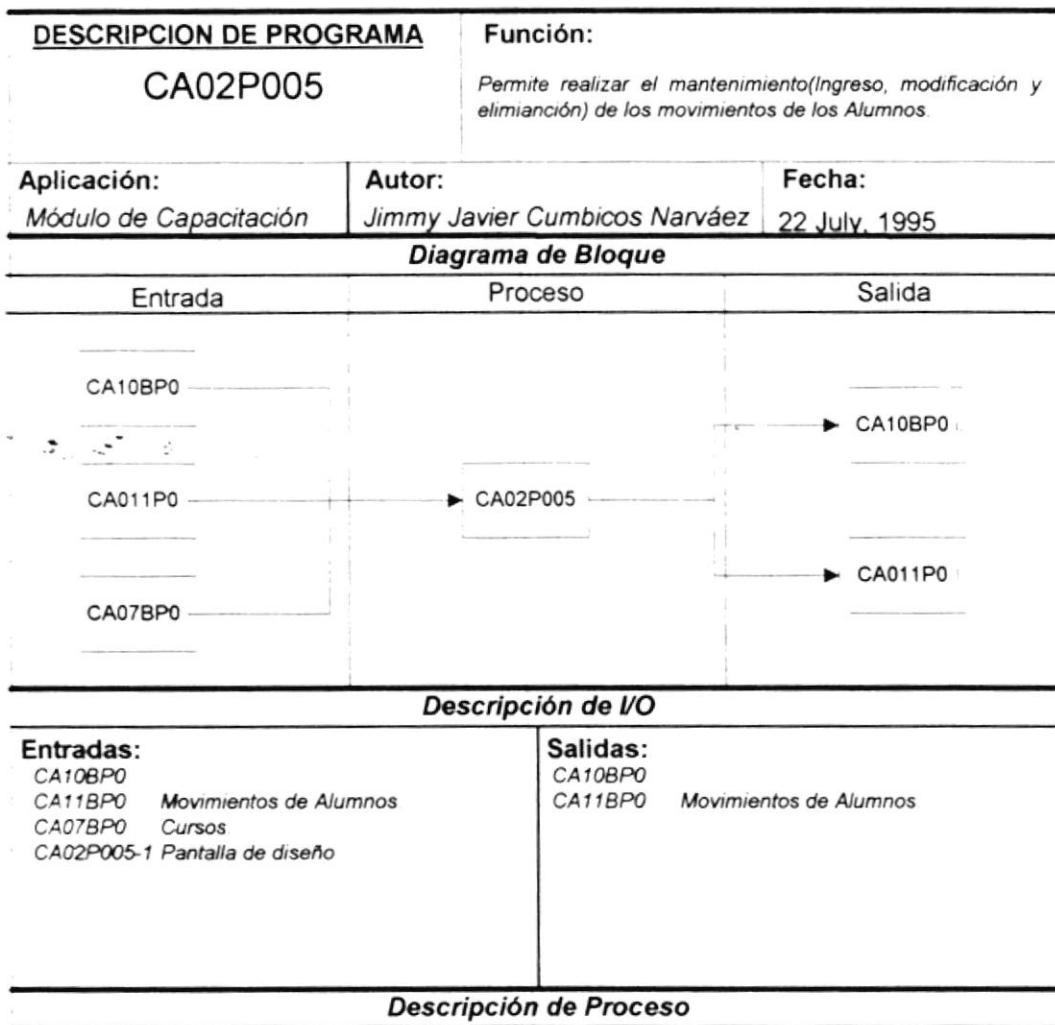 DESCRIPCION DE PROGRAMA
CA02P005
Función:
Permite realizar el mantenimiento(Ingreso, modificación y
elimianción) de los movimientos de los Alumnos.
Aplicación:
Módulo de Capacitación
Autor:
Jimmy Javier Cumbicos Narváez
Fecha:
22 July, 1995
Diagrama de Bloque
Entrada
Proceso
Salida
CA10BP0
CA10BP0
CA011P0
CA02P005
CA011P0
CA07BP0
Descripción de I/O
Entradas:
CA10BP0
CA11BP0 Movimientos de Alumnos
CA07BP0 Cursos
CA02P005-1 Pantalla de diseño
Salidas:
CA10BP0
CA11BP0 Movimientos de Alumnos
Descripción de Proceso